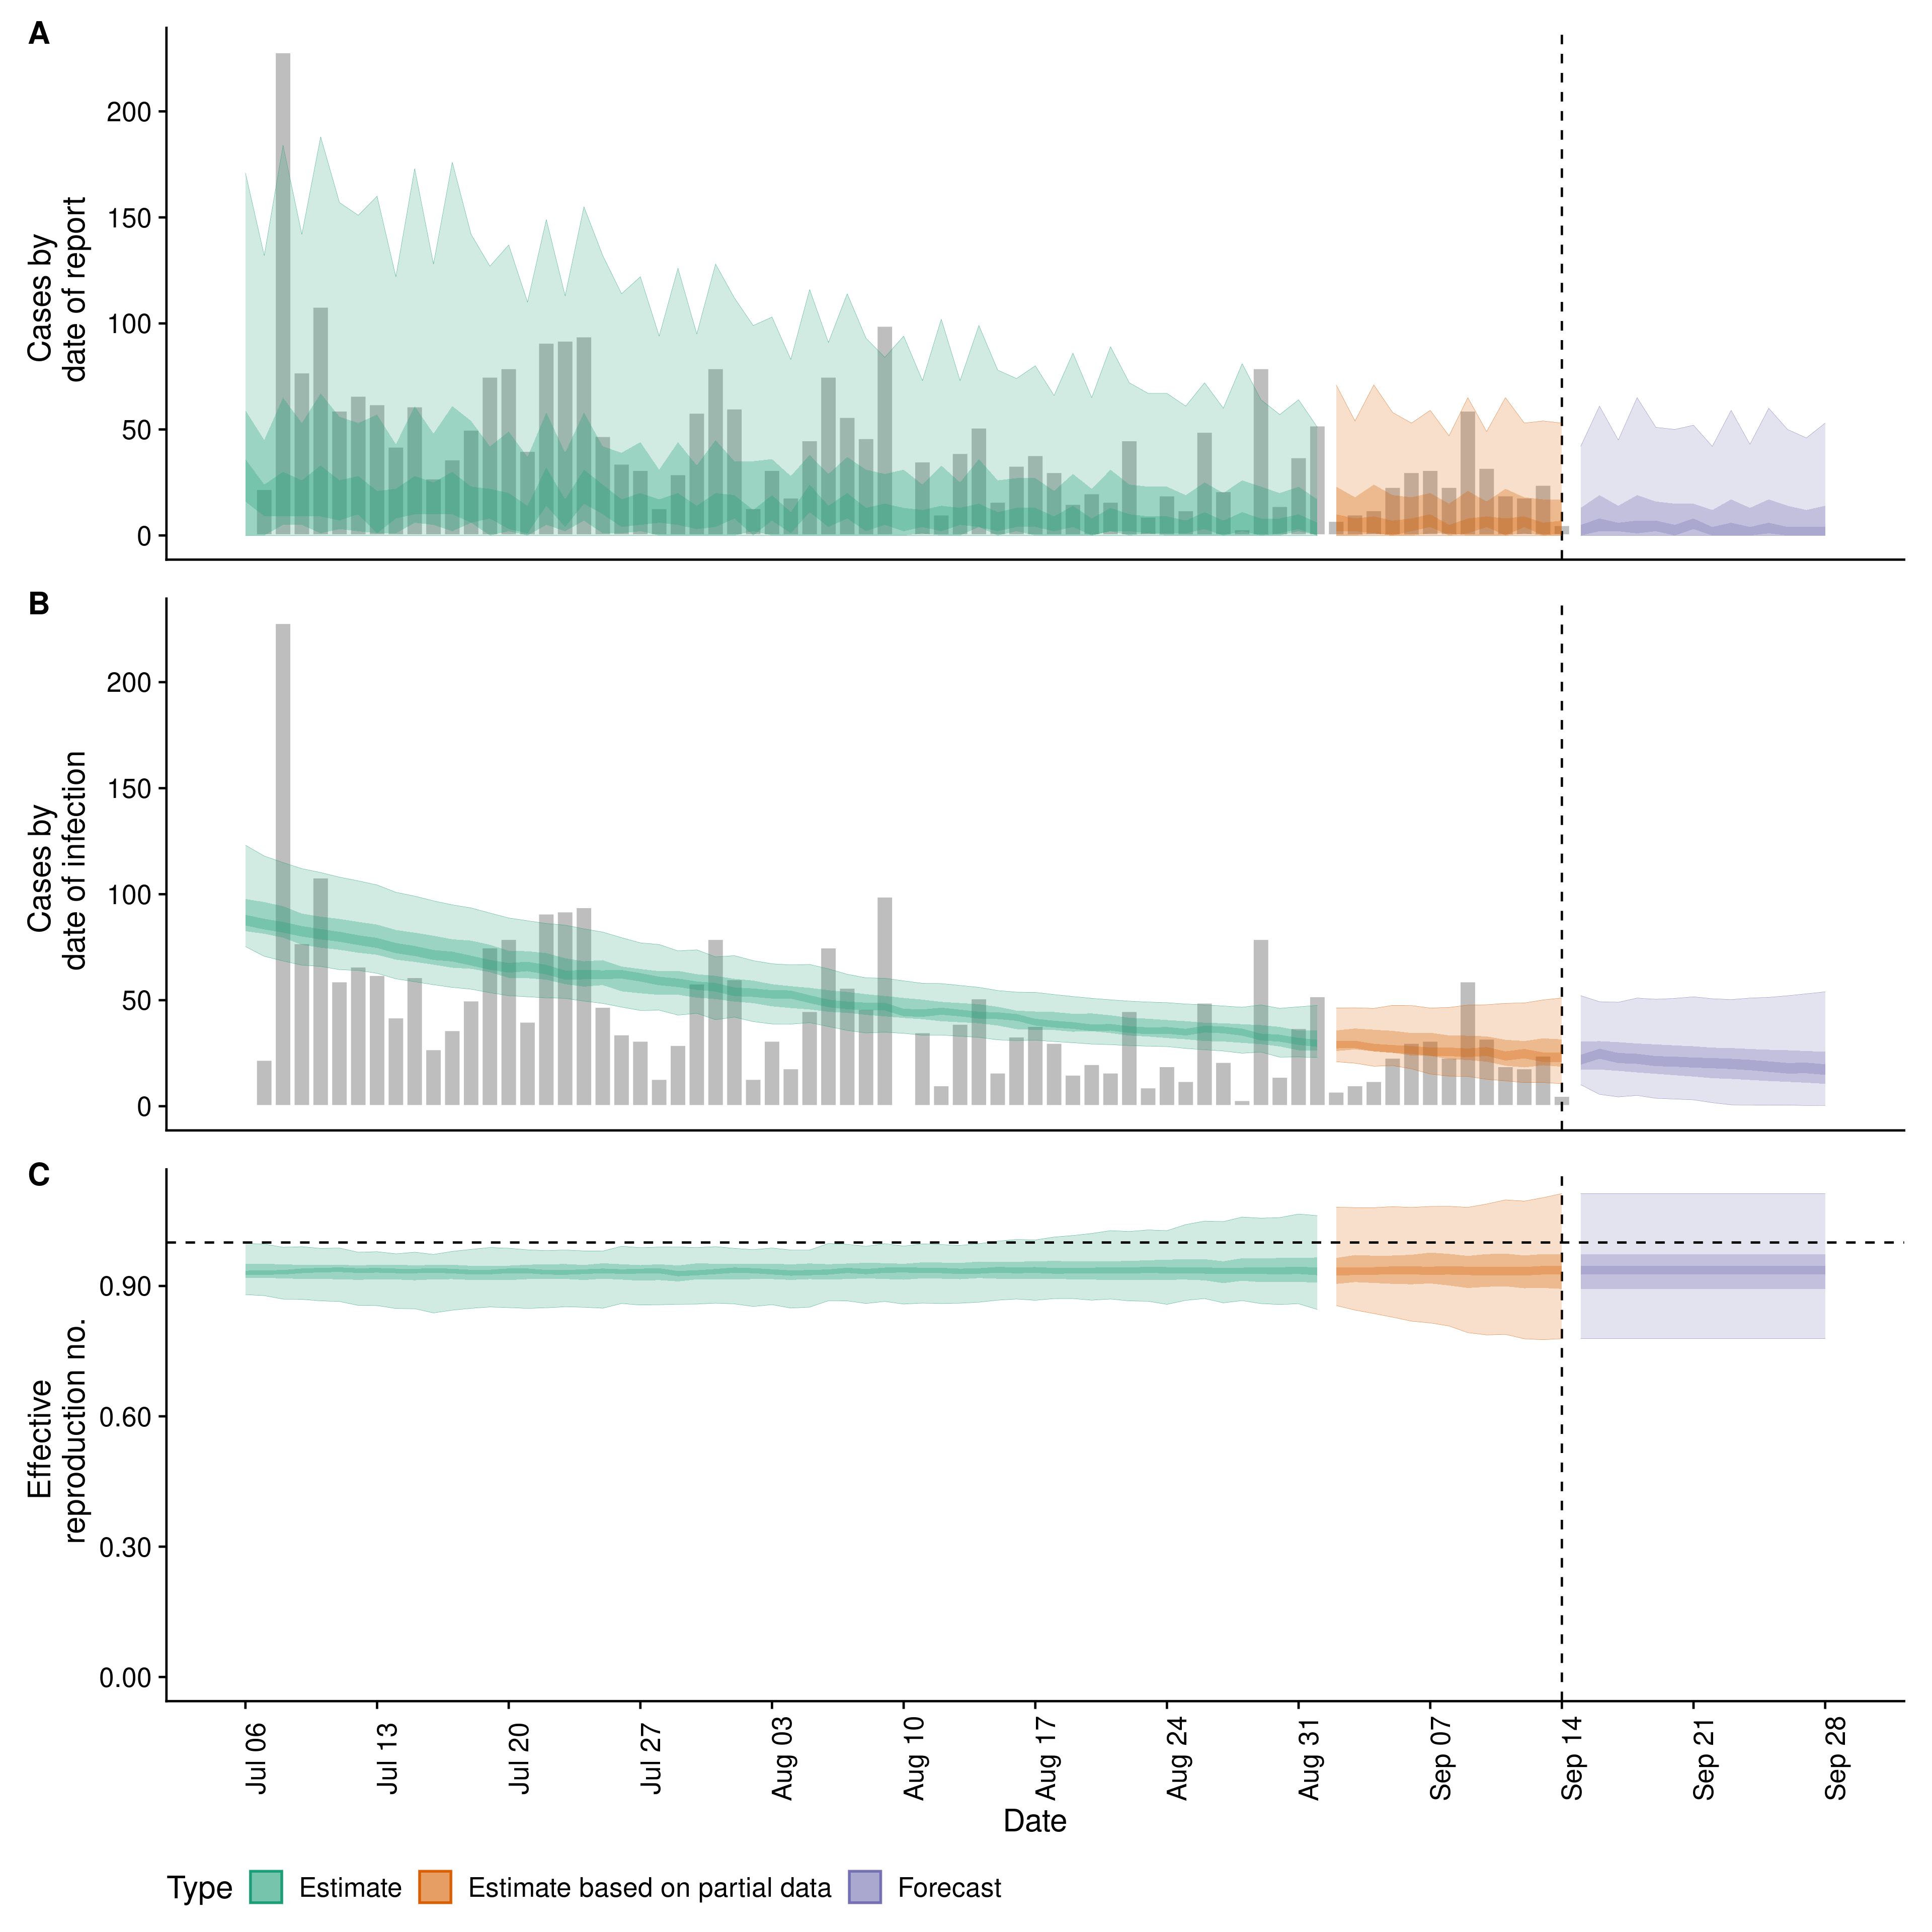 A
Cases by
date of report
200
150
100
50
0
B
Cases by
date of infection
200
150
100
50
0
C
Effective
reproduction no.
0.90
0.60
0.30
0.00
Jul 06
Jul 13
Jul 20
Jul 27
Aug 03
Aug 10
Aug 17
Aug 24
Aug 31
Sep 07
Sep 14
Sep 21
Sep 28
Date
Type Estimate Estimate based on partial data Forecast